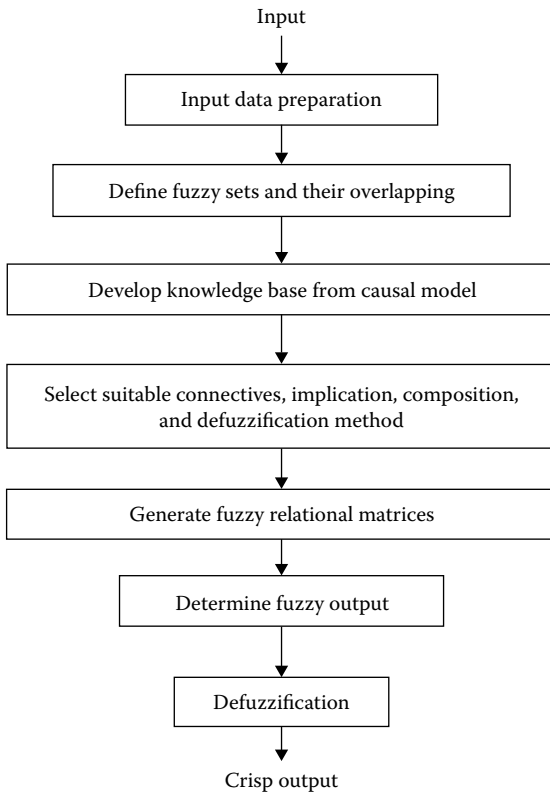 Input
Input data preparation
Define fuzzy sets and their overlapping
Develop knowledge base from causal model
Select suitable connectives, implication, composition,
and defuzzification method
Generate fuzzy relational matrices
Determine fuzzy output
Defuzzification
Crisp output